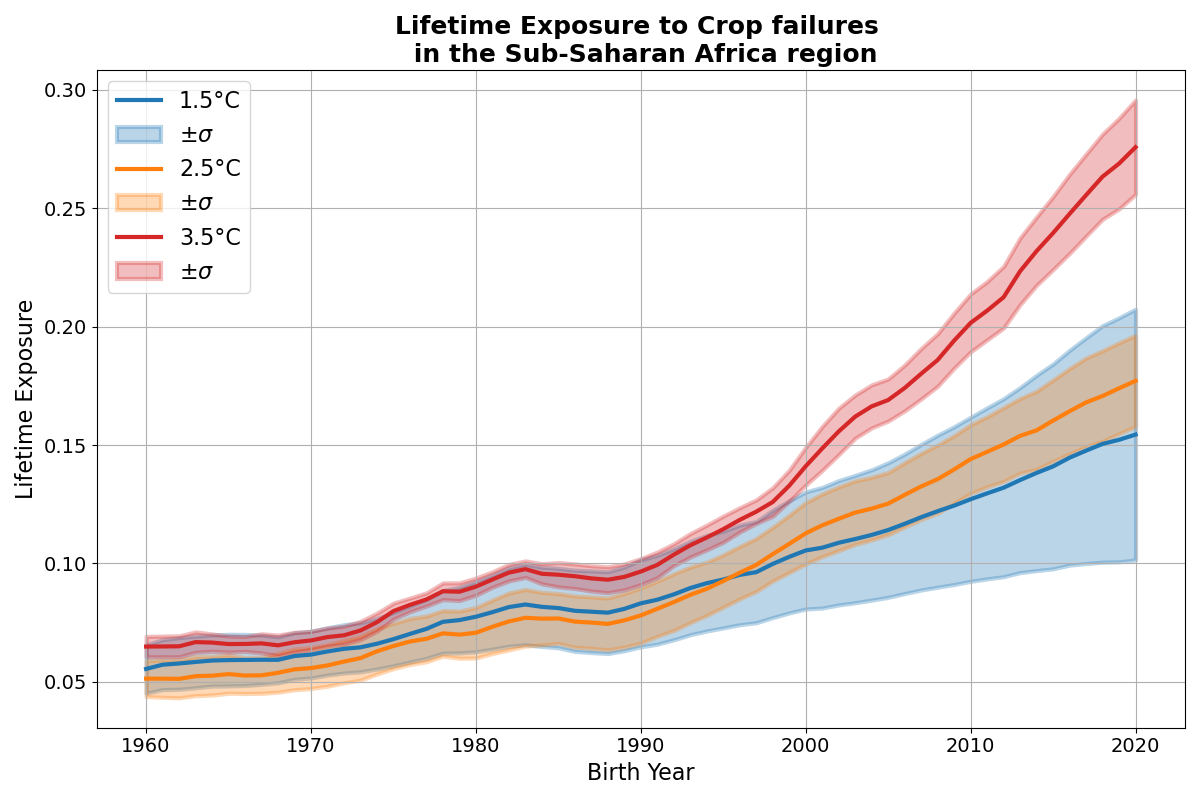 Lifetime Exposure to Crop failures
in the Sub-Saharan Africa region
1.5°C
±σ
2.5°C
±σ
3.5°C
±σ
0.30
0.25
0.20
0.15
0.10
0.05
Lifetime Exposure
1960 1970 1980 1990 2000 2010 2020
Birth Year